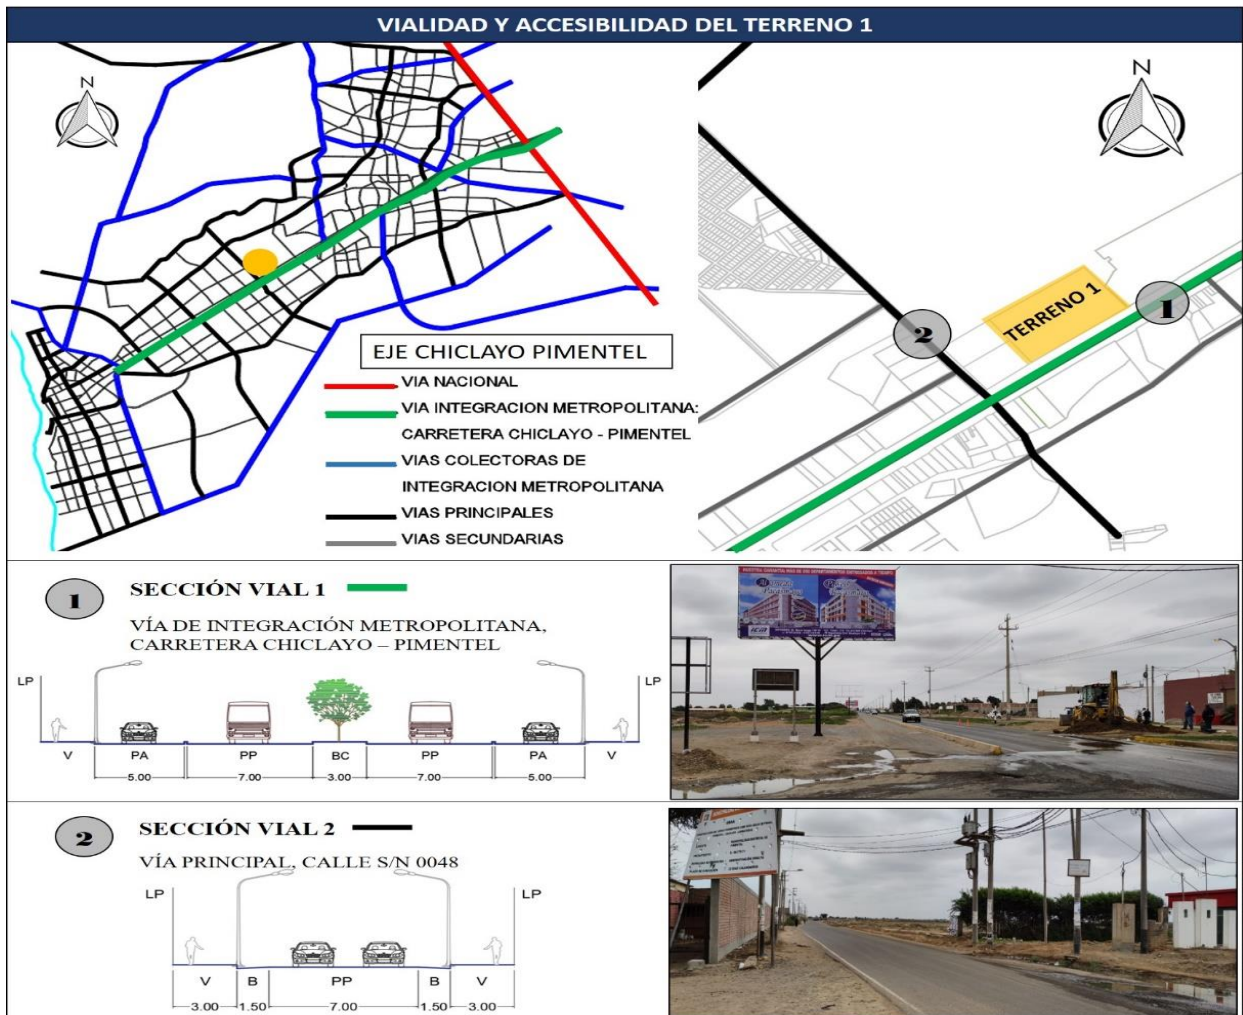 VIALIDAD Y ACCESIBILIDAD DEL TERRENO 1
N
EJE CHICLAYO PIMENTEL
VIA NACIONAL
VIA INTEGRACION METROPOLITANA:
CARRETERA CHICLAYO - PIMENTEL
VIAS COLECTORAS DE
INTEGRACION METROPOLITANA
VIAS PRINCIPALES
VIAS SECUNDARIAS
N
TERRENO 1
1
2
1
SECCIÓN VIAL 1
VÍA DE INTEGRACIÓN METROPOLITANA,
CARRETERA CHICLAYO – PIMENTEL
LP
LP
V PA PP BC PP PA V
5.00 7.00 3.00 7.00 5.00
2
SECCIÓN VIAL 2
VÍA PRINCIPAL, CALLE S/N 0048
LP
LP
V B PP B V
3.00 1.50 7.00 1.50 3.00